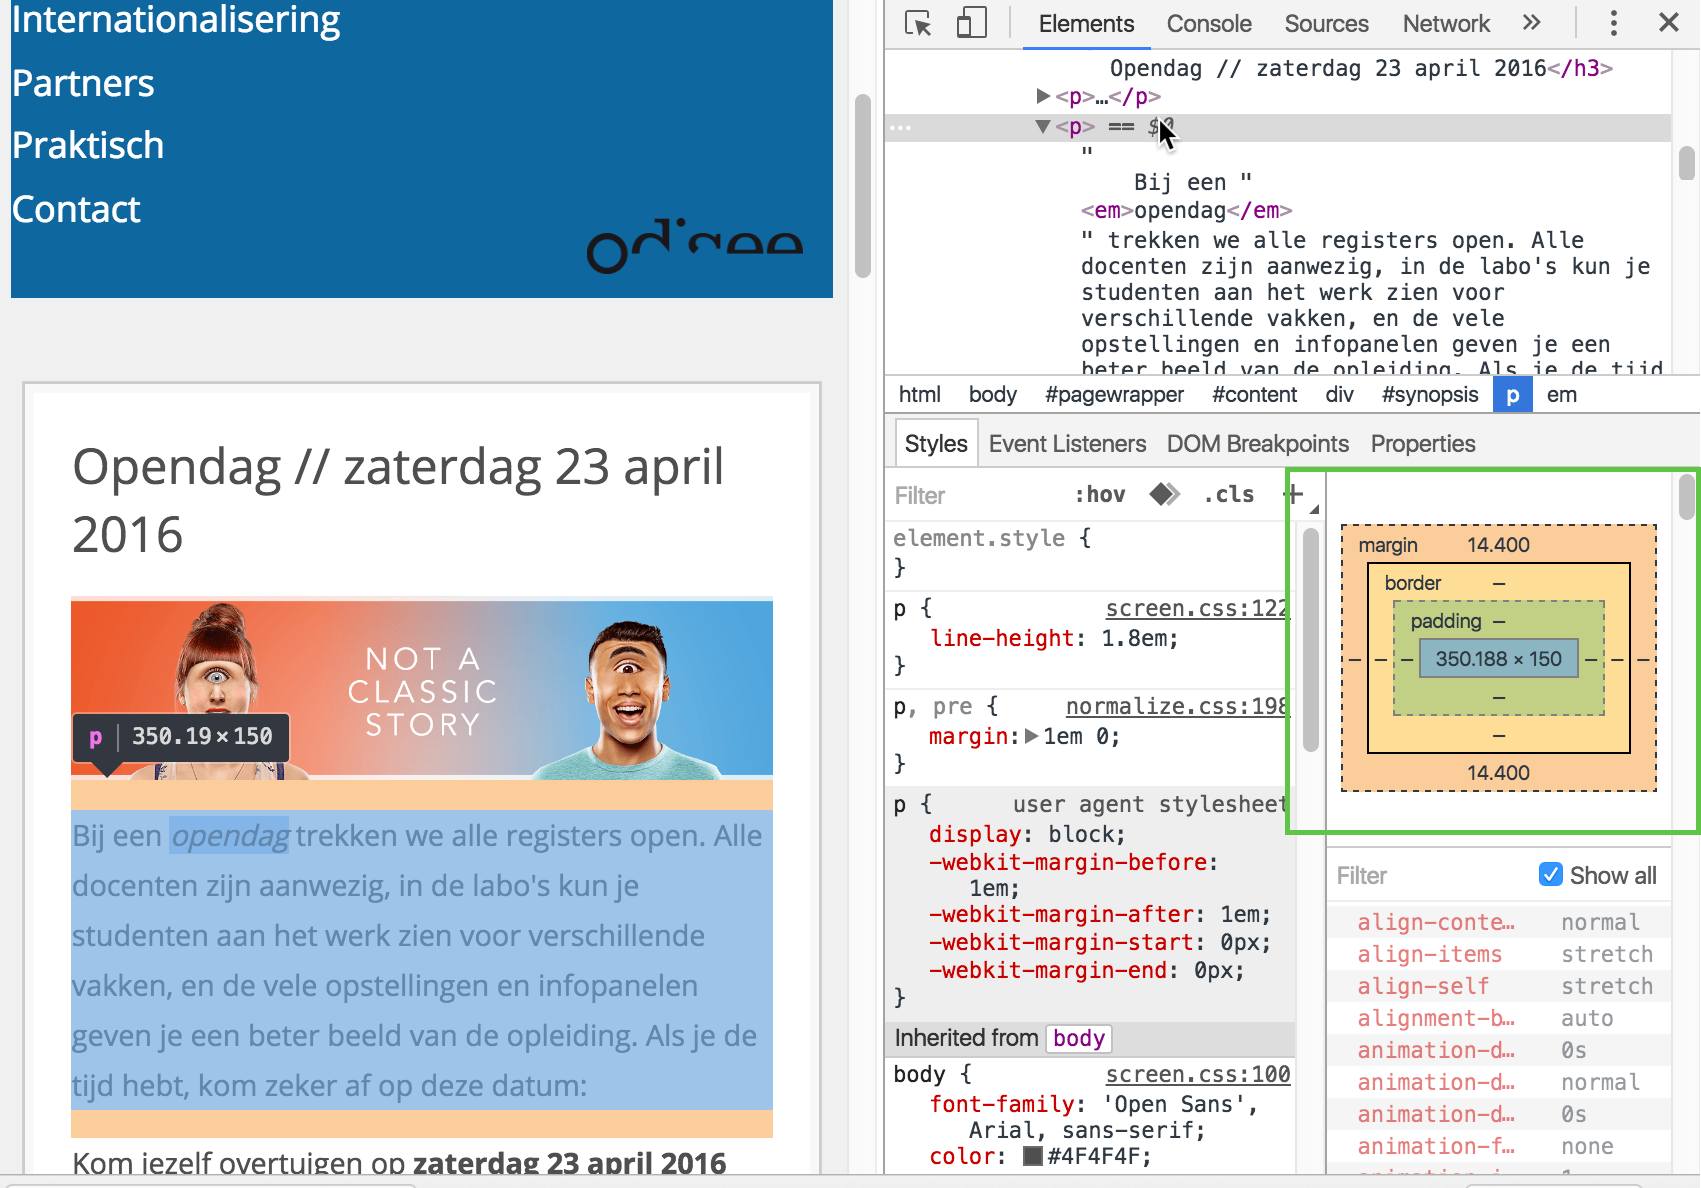 Internationalisering
Partners
Praktisch
Contact
odisee
Opendag // zaterdag 23 april
2016
NOT A
CLASSIC
STORY
p 350.19×150
Bij een opendag trekken we alle registers open. Alle
docenten zijn aanwezig, in de labo's kun je
studenten aan het werk zien voor verschillende
vakken, en de vele opstellingen en infopanelen
geven je een beter beeld van de opleiding. Als je de
tijd hebt, kom zeker af op deze datum:
Kom jezelf overtuigen op zaterdag 23 april 2016
Elements Console Sources Network »
Opendag // zaterdag 23 april 2016</h3>
▶<p>…</p>
… ▼<p> == $0
"
Bij een "
<em>opendag</em>
" trekken we alle registers open. Alle
docenten zijn aanwezig, in de labo's kun je
studenten aan het werk zien voor
verschillende vakken, en de vele
opstellingen en infopanelen geven je een
beter beeld van de opleiding. Als je de tijd
html body #pagewrapper #content div #synopsis p em
Styles Event Listeners DOM Breakpoints Properties
Filter :hov .cls +
element.style {
}
p { screen.css:122
line-height: 1.8em;
}
p, pre { normalize.css:198
margin:▶1em 0;
}
p { user agent stylesheet
display: block;
-webkit-margin-before:
1em;
-webkit-margin-after: 1em;
-webkit-margin-start: 0px;
-webkit-margin-end: 0px;
}
Inherited from body
body { screen.css:100
font-family: 'Open Sans',
Arial, sans-serif;
color: #4F4F4F;
margin 14.400
border –
padding –
– – – 350.188 × 150 – – –
–
–
14.400
Filter Show all
align-conte… normal
align-items stretch
align-self stretch
alignment-b… auto
animation-d… 0s
animation-d… normal
animation-d… 0s
animation-f… none